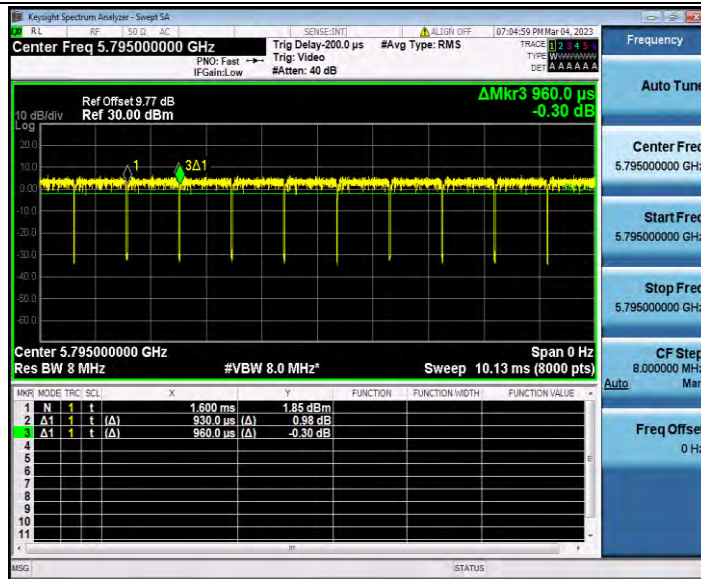 Keysight Spectrum Analyzer - Swept SA
RL RF 50 Ω AC SENSE:INT ALIGN OFF 07:04:59 PM Mar 04, 2023
Center Freq 5.795000000 GHz
PNO: Fast
IFGain:Low
Trig Delay-200.0 µs
Trig: Video
#Atten: 40 dB
#Avg Type: RMS
TRACE 1 2 3 4 5 6
TYPE W
DET A A A A A A
Frequency
ΔMkr3 960.0 µs
-0.30 dB
Ref Offset 9.77 dB
10 dB/div Ref 30.00 dBm
Log
20.0
10.0
0.00
-10.0
-20.0
-30.0
-40.0
-50.0
-60.0
1
3Δ1
Center 5.795000000 GHz Span 0 Hz
Res BW 8 MHz #VBW 8.0 MHz* Sweep 10.13 ms (8000 pts)
MKR MODE TRC SCL X Y FUNCTION FUNCTION WIDTH FUNCTION VALUE
1 N 1 t 1.600 ms 1.85 dBm
2 Δ1 1 t (Δ) 930.0 µs (Δ) 0.98 dB
3 Δ1 1 t (Δ) 960.0 µs (Δ) -0.30 dB
4
5
6
7
8
9
10
11
MSG STATUS
Auto Tune
Center Freq
5.795000000 GHz
Start Freq
5.795000000 GHz
Stop Freq
5.795000000 GHz
CF Step
8.000000 MHz
Auto Man
Freq Offset
0 Hz